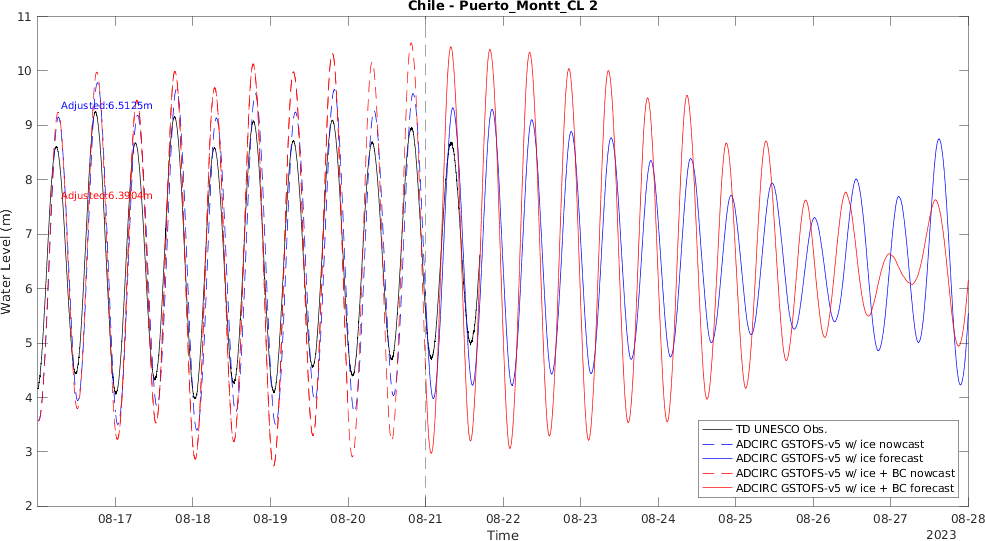 Chile - Puerto_Montt_CL 2
11
10
9
8
7
6
5
4
3
2
Water Level (m)
Adjusted:6.5125m
Adjusted:6.3904m
TD UNESCO Obs.
ADCIRC GSTOFS-v5 w/ ice nowcast
ADCIRC GSTOFS-v5 w/ ice forecast
ADCIRC GSTOFS-v5 w/ ice + BC nowcast
ADCIRC GSTOFS-v5 w/ ice + BC forecast
08-17 08-18 08-19 08-20 08-21 08-22 08-23 08-24 08-25 08-26 08-27 08-28
Time
2023